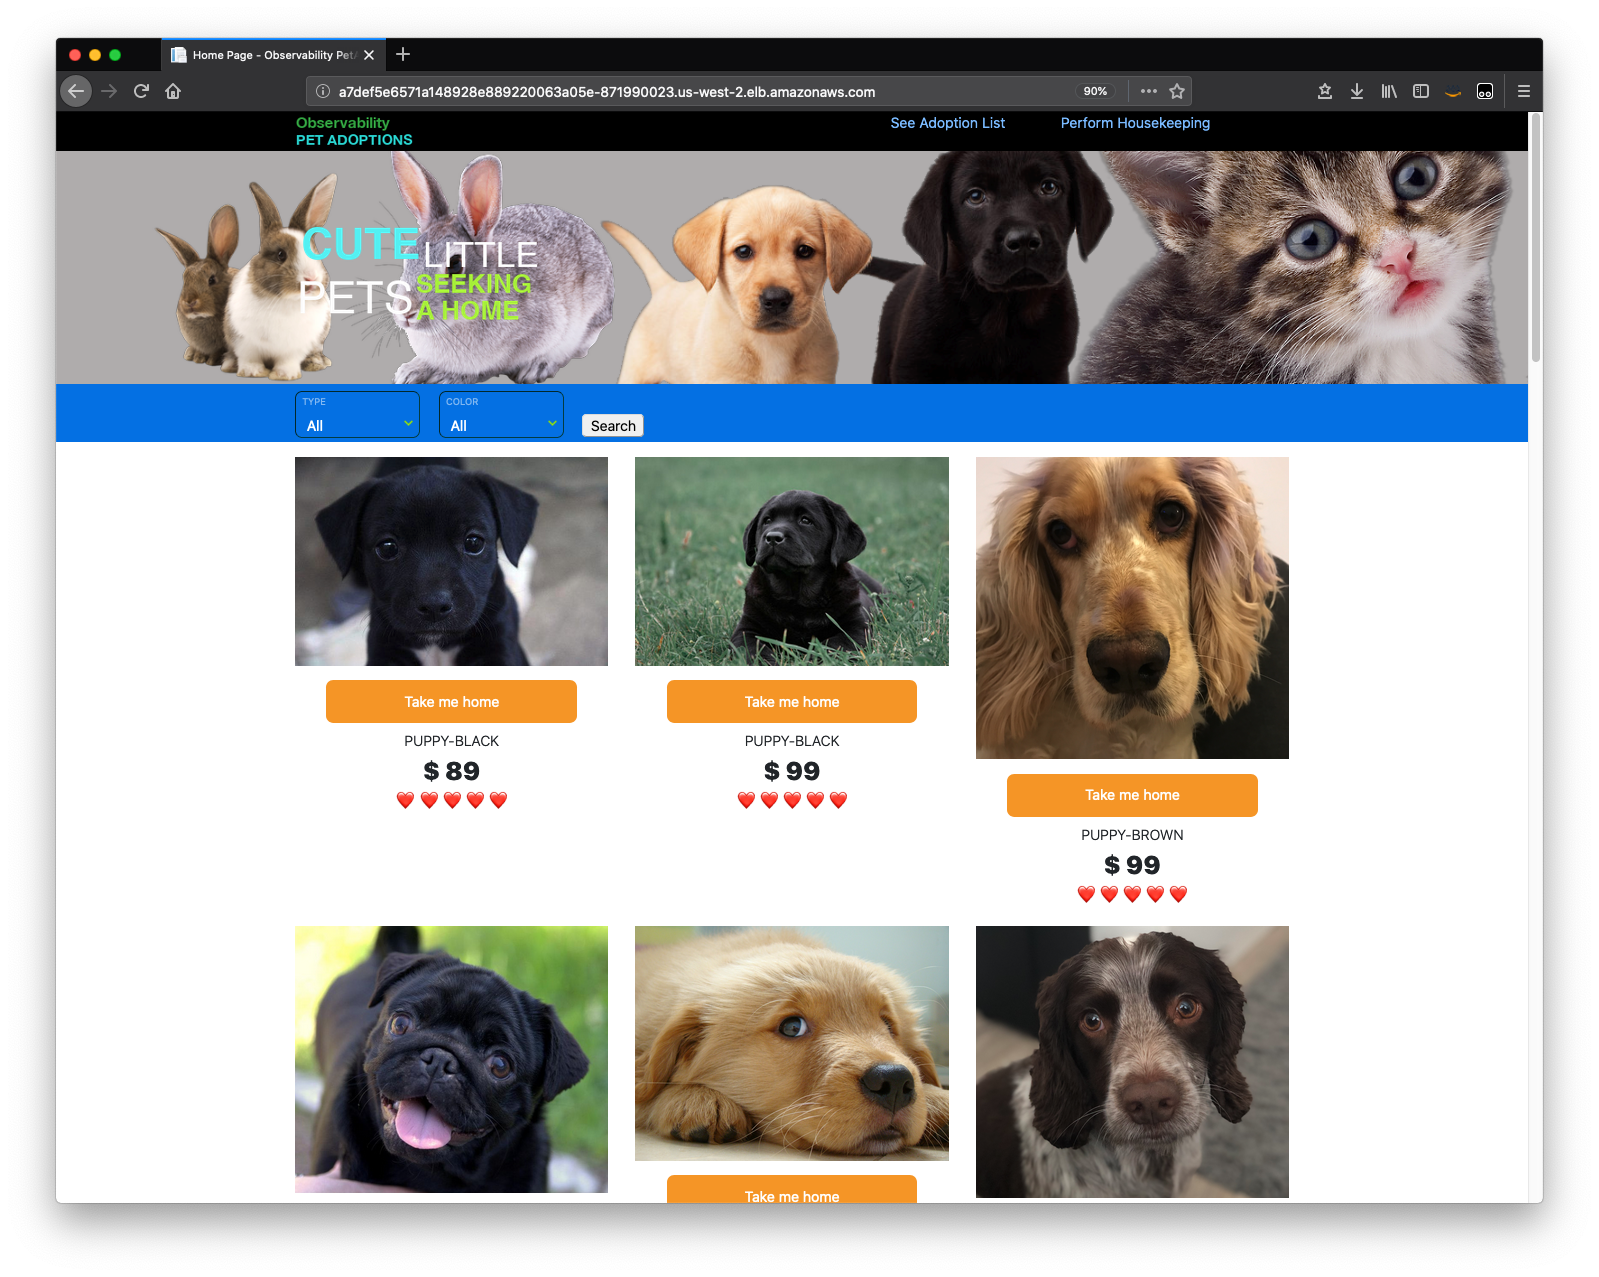 Home Page - Observability Pet
a7def5e6571a148928e889220063a05e-871990023.us-west-2.elb.amazonaws.com
90%
Observability
PET ADOPTIONS
See Adoption List
Perform Housekeeping
CUTE LITTLE
PETS SEEKING
A HOME
TYPE
All
COLOR
All
Search
Take me home
PUPPY-BLACK
$ 89
Take me home
PUPPY-BLACK
$ 99
Take me home
PUPPY-BROWN
$ 99
Take me home